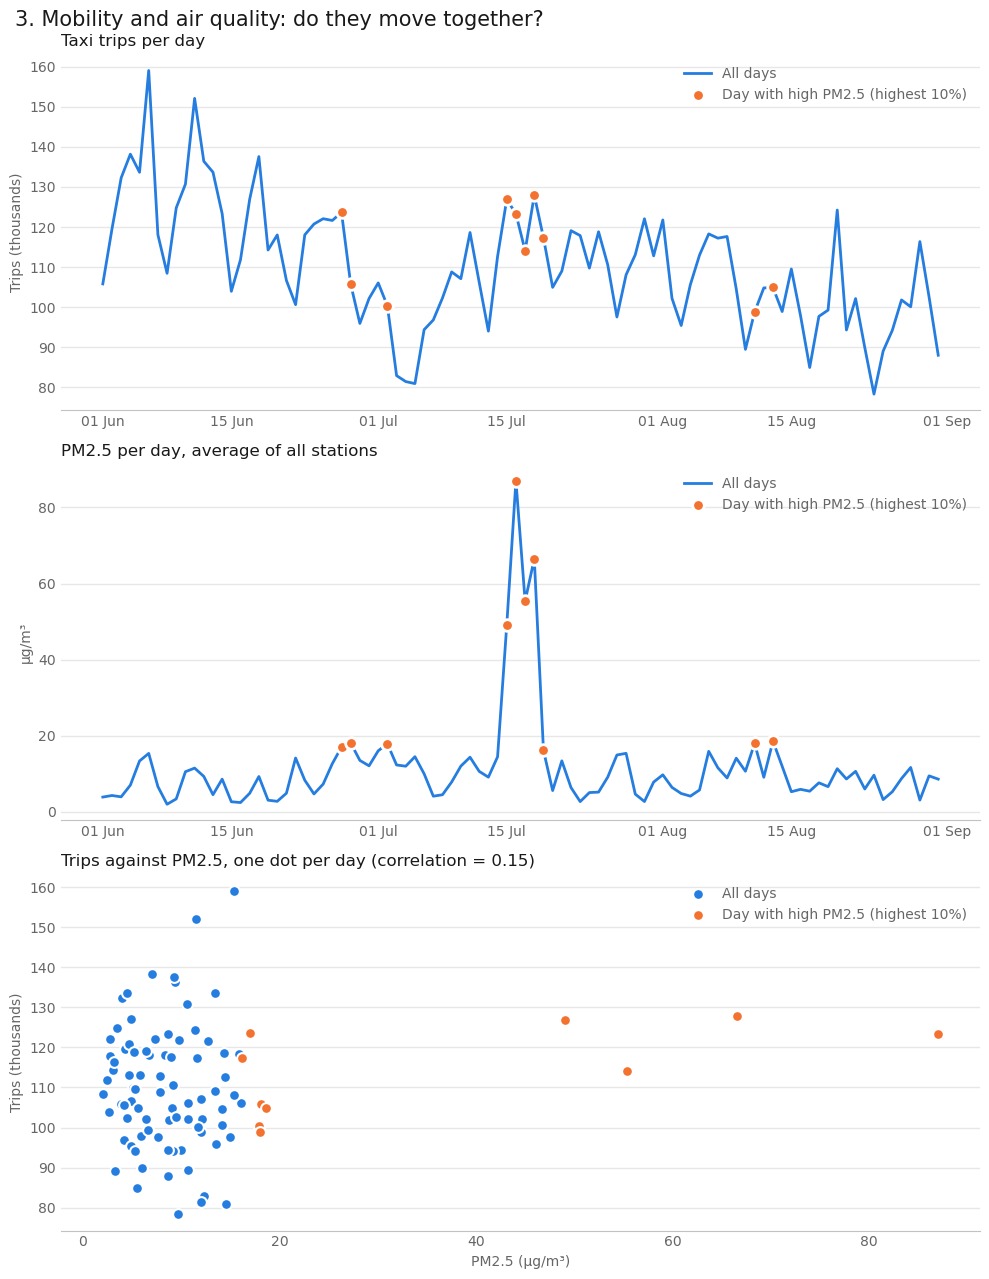 3. Mobility and air quality: do they move together?
Taxi trips per day
Trips (thousands)
160
150
140
130
120
110
100
90
80
All days
Day with high PM2.5 (highest 10%)
01 Jun
15 Jun
01 Jul
15 Jul
01 Aug
15 Aug
01 Sep
PM2.5 per day, average of all stations
µg/m³
80
60
40
20
0
All days
Day with high PM2.5 (highest 10%)
01 Jun
15 Jun
01 Jul
15 Jul
01 Aug
15 Aug
01 Sep
Trips against PM2.5, one dot per day (correlation = 0.15)
Trips (thousands)
160
150
140
130
120
110
100
90
80
All days
Day with high PM2.5 (highest 10%)
0
20
40
60
80
PM2.5 (µg/m³)